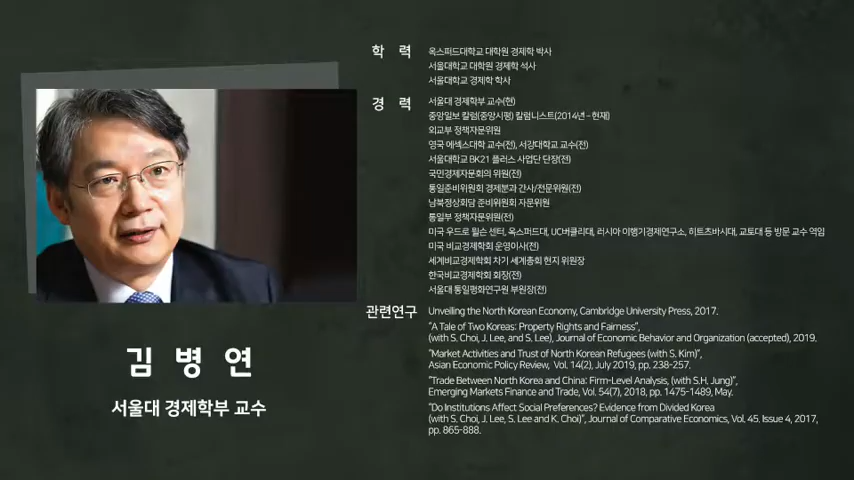 학 력
옥스퍼드대학교 대학원 경제학 박사
서울대학교 대학원 경제학 석사
서울대학교 경제학 학사
경 력
서울대 경제학부 교수(현)
중앙일보 칼럼(중앙시평) 칼럼니스트(2014년 - 현재)
외교부 정책자문위원
영국 에섹스대학 교수(전), 서강대학교 교수(전)
서울대학교 BK21 플러스 사업단 단장(전)
국민경제자문회의 위원(전)
통일준비위원회 경제분과 간사/전문위원(전)
남북정상회담 준비위원회 자문위원
통일부 정책자문위원(전)
미국 우드로 윌슨 센터, 옥스퍼드대, UC버클리대, 러시아 이행기경제연구소, 히토츠바시대, 교토대 등 방문 교수 역임
미국 비교경제학회 운영이사(전)
세계비교경제학회 차기 세계총회 현지 위원장
한국비교경제학회 회장(전)
서울대 통일평화연구원 부원장(전)
관련연구
Unveiling the North Korean Economy, Cambridge University Press, 2017.
"A Tale of Two Koreas: Property Rights and Fairness",
(with S. Choi, J. Lee, and S. Lee), Journal of Economic Behavior and Organization (accepted), 2019.
"Market Activities and Trust of North Korean Refugees (with S. Kim)",
Asian Economic Policy Review, Vol. 14(2), July 2019, pp. 238-257.
"Trade Between North Korea and China: Firm-Level Analysis, (with S.H. Jung)",
Emerging Markets Finance and Trade, Vol. 54(7), 2018, pp. 1475-1489, May.
"Do Institutions Affect Social Preferences? Evidence from Divided Korea
(with S. Choi, J. Lee, S. Lee and K. Choi)", Journal of Comparative Economics, Vol. 45. Issue 4, 2017,
pp. 865-888.
김 병 연
서울대 경제학부 교수